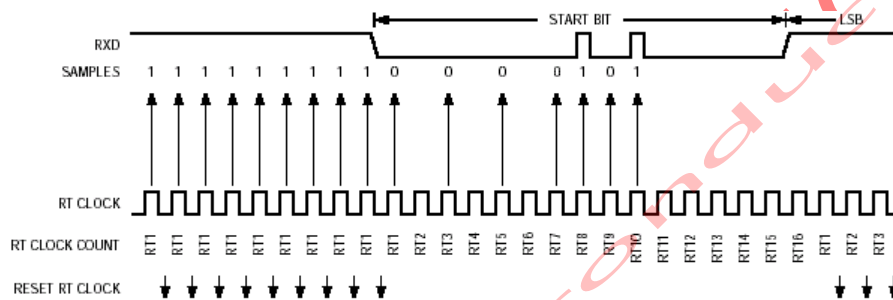 START BIT LSB
RXD
SAMPLES 1 1 1 1 1 1 1 1 1 0 0 0 0 1 0 1
RT CLOCK
RT CLOCK COUNT RT1 RT1 RT1 RT1 RT1 RT1 RT1 RT1 RT1 RT1 RT2 RT3 RT4 RT5 RT6 RT7 RT8 RT9 RT10 RT11 RT12 RT13 RT14 RT15 RT16 RT1 RT2 RT3
RESET RT CLOCK
onduc